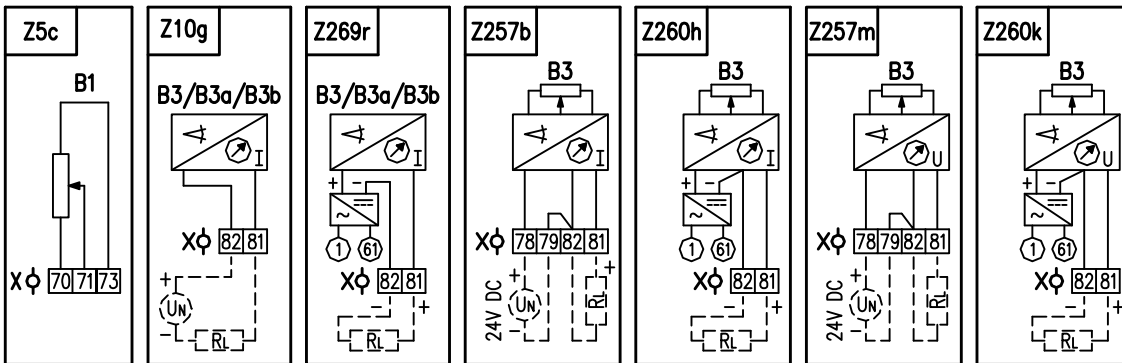 Z5c
B1
X 70 71 73
Z10g
B3/B3a/B3b
I
X 82 81
+
UN
-
RL
Z269r
B3/B3a/B3b
I
+ -
~
1 61
X 82 81
- +
RL
Z257b
B3
I
X 78 79 82 81
+ +
24V DC UN RL
-
Z260h
B3
I
+ -
~
1 61
X 82 81
- +
RL
Z257m
B3
U
X 78 79 82 81
+
24V DC UN RL
-
Z260k
B3
U
+ -
~
1 61
X 82 81
- +
RL